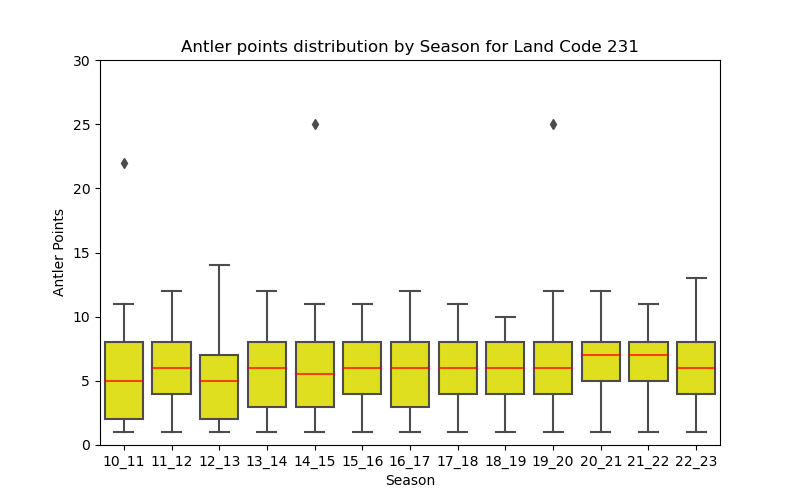 Antler points distribution by Season for Land Code 231
30
25
20
15
10
5
0
Antler Points
10_11 11_12 12_13 13_14 14_15 15_16 16_17 17_18 18_19 19_20 20_21 21_22 22_23
Season